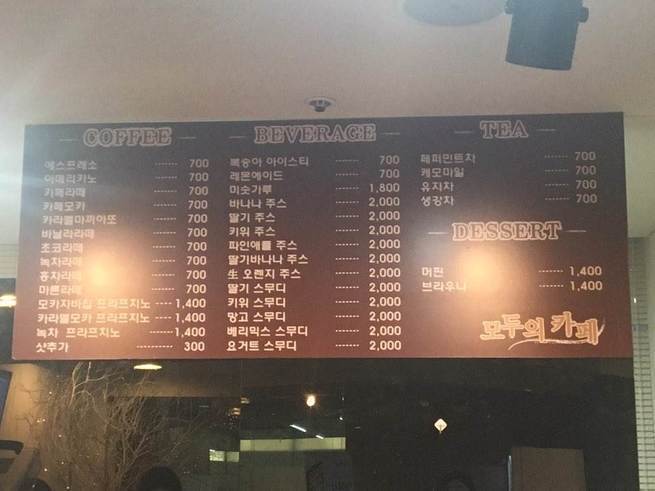 COFFEE
에스프레소 ------ 700
아메리카노 ------ 700
카페라떼 ------ 700
카페모카 ------ 700
카라멜마끼아또 ------ 700
바닐라라떼 ------ 700
초코라떼 ------ 700
녹차라떼 ------ 700
홍차라떼 ------ 700
마론라떼 ------ 700
모카자바칩 프라프치노 ---- 1,400
카라멜모카 프라프치노 ---- 1,400
녹차 프라프치노 ------ 1,400
샷추가 ---------- 300
BEVERAGE
복숭아 아이스티 ------ 700
레몬에이드 ------ 700
미숫가루 ------ 1,800
바나나 주스 ------ 2,000
딸기 주스 ------ 2,000
키위 주스 ------ 2,000
파인애플 주스 ------ 2,000
딸기바나나 주스 ------ 2,000
生 오렌지 주스 ------ 2,000
딸기 스무디 ------ 2,000
키위 스무디 ------ 2,000
망고 스무디 ------ 2,000
베리믹스 스무디 ------ 2,000
요거트 스무디 ------ 2,000
TEA
페퍼민트차 ------ 700
케모마일 ------ 700
유자차 ------ 700
생강차 ------ 700
DESSERT
머핀 ------ 1,400
브라우니 ------ 1,400
모두의 카페